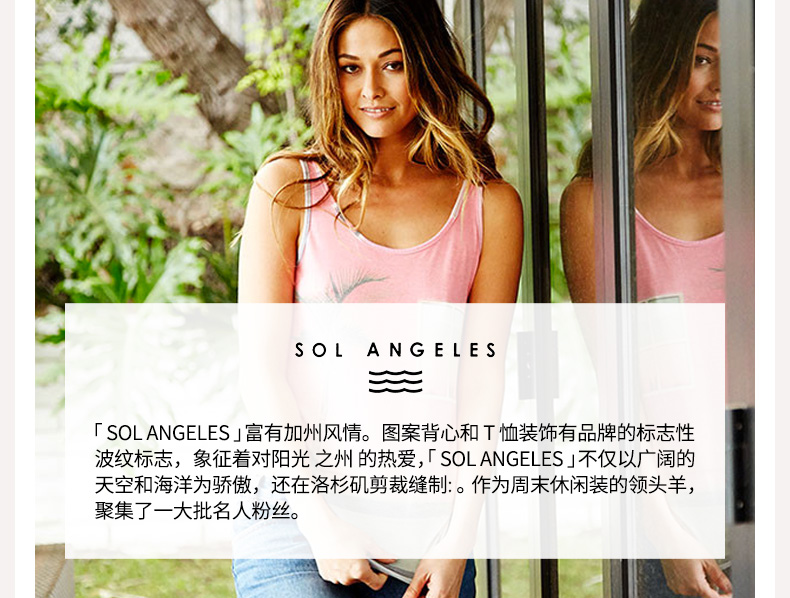 SOL ANGELES
「 SOL ANGELES 」富有加州风情。图案背心和 T 恤装饰有品牌的标志性
波纹标志，象征着对阳光 之州 的热爱，「 SOL ANGELES 」不仅以广阔的
天空和海洋为骄傲，还在洛杉矶剪裁缝制: 。作为周末休闲装的领头羊，
聚集了一大批名人粉丝。